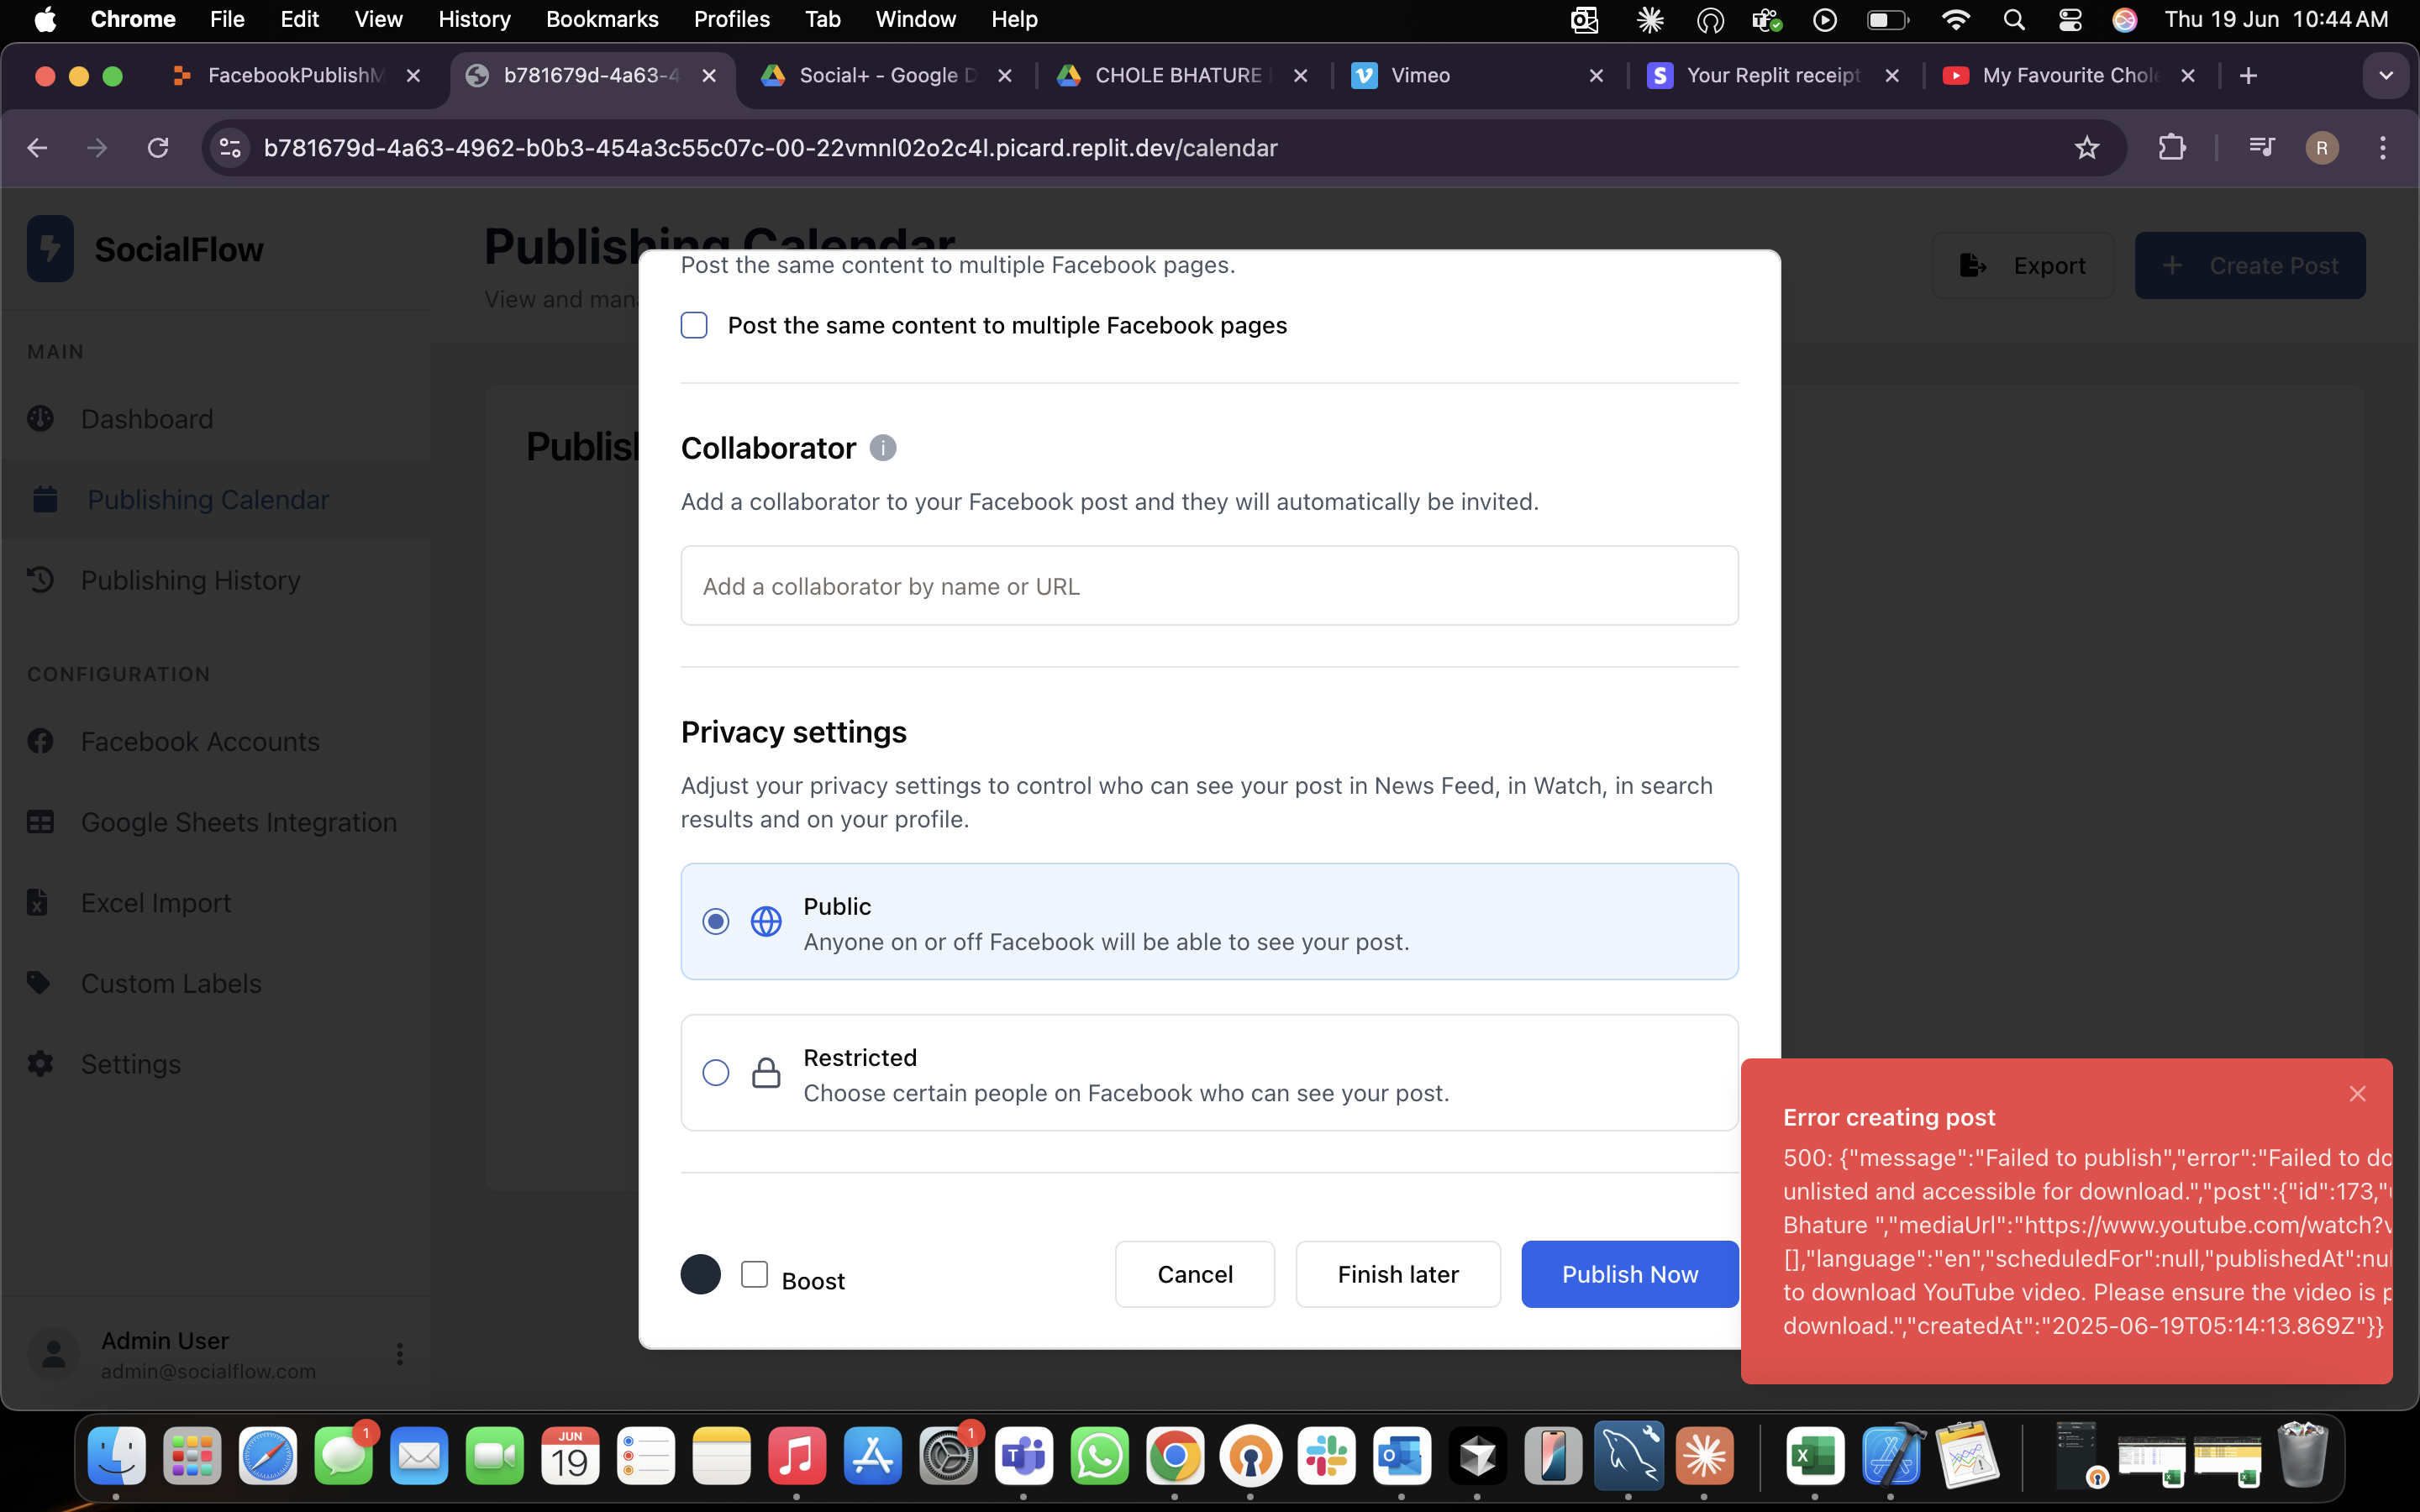 Chrome File Edit View History Bookmarks Profiles Tab Window Help Thu 19 Jun 10:44 AM
FacebookPublishM b781679d-4a63-4 Social+ - Google D CHOLE BHATURE Vimeo Your Replit receipt My Favourite Chole
b781679d-4a63-4962-b0b3-454a3c55c07c-00-22vmnl02o2c4l.picard.replit.dev/calendar R
SocialFlow
MAIN
Dashboard
Publishing Calendar
Publishing History
CONFIGURATION
Facebook Accounts
Google Sheets Integration
Excel Import
Custom Labels
Settings
Admin User
admin@socialflow.com
Publishing Calendar
View and man
Export
Create Post
Publis
Post the same content to multiple Facebook pages.
Post the same content to multiple Facebook pages
Collaborator
Add a collaborator to your Facebook post and they will automatically be invited.
Add a collaborator by name or URL
Privacy settings
Adjust your privacy settings to control who can see your post in News Feed, in Watch, in search
results and on your profile.
Public
Anyone on or off Facebook will be able to see your post.
Restricted
Choose certain people on Facebook who can see your post.
Boost
Cancel
Finish later
Publish Now
Error creating post
500: {"message":"Failed to publish","error":"Failed to do
unlisted and accessible for download.","post":{"id":173,"
Bhature ","mediaUrl":"https://www.youtube.com/watch?v
[],"language":"en","scheduledFor":null,"publishedAt":nul
to download YouTube video. Please ensure the video is p
download.","createdAt":"2025-06-19T05:14:13.869Z"}}
1
JUN
19
1